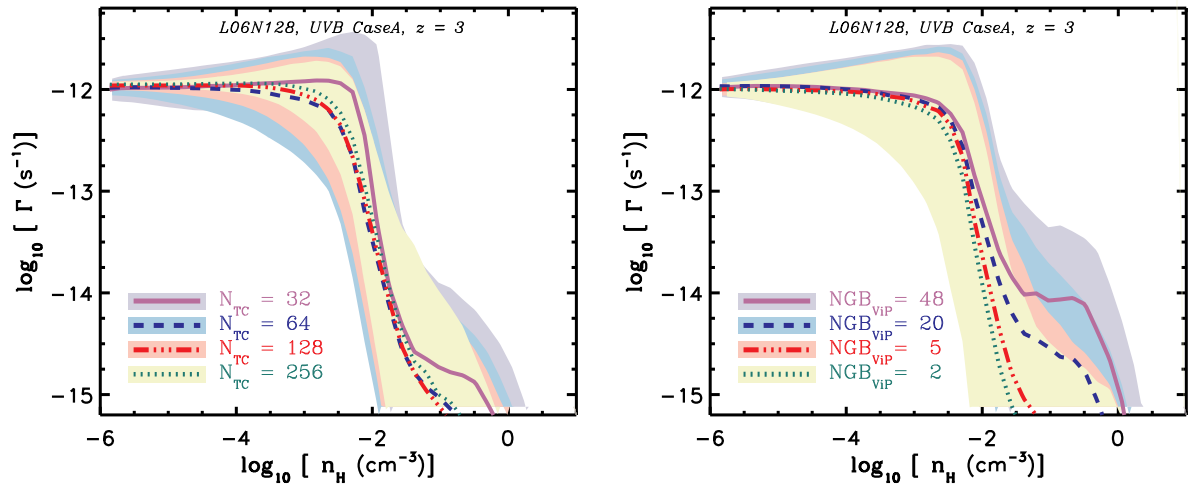 L06N128, UVB CaseA, z = 3
log₁₀ [ Γ (s⁻¹)]
-12
-13
-14
-15
N_TC = 32
N_TC = 64
N_TC = 128
N_TC = 256
-6 -4 -2 0
log₁₀ [ n_H (cm⁻³)]
L06N128, UVB CaseA, z = 3
log₁₀ [ Γ (s⁻¹)]
-12
-13
-14
-15
NGB_ViP = 48
NGB_ViP = 20
NGB_ViP = 5
NGB_ViP = 2
-6 -4 -2 0
log₁₀ [ n_H (cm⁻³)]